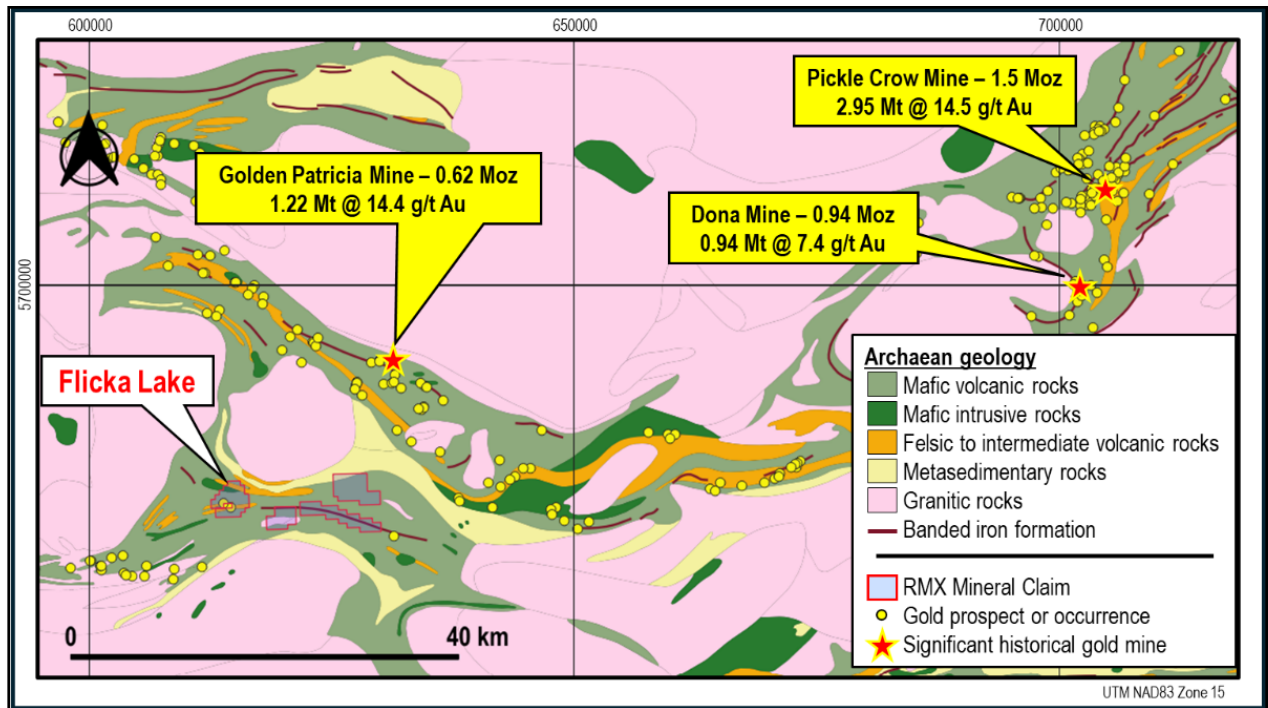 600000
650000
700000
Pickle Crow Mine – 1.5 Moz
2.95 Mt @ 14.5 g/t Au
Golden Patricia Mine – 0.62 Moz
1.22 Mt @ 14.4 g/t Au
Dona Mine – 0.94 Moz
0.94 Mt @ 7.4 g/t Au
5700000
Flicka Lake
Archaean geology
Mafic volcanic rocks
Mafic intrusive rocks
Felsic to intermediate volcanic rocks
Metasedimentary rocks
Granitic rocks
Banded iron formation
RMX Mineral Claim
Gold prospect or occurrence
Significant historical gold mine
0
40 km
UTM NAD83 Zone 15